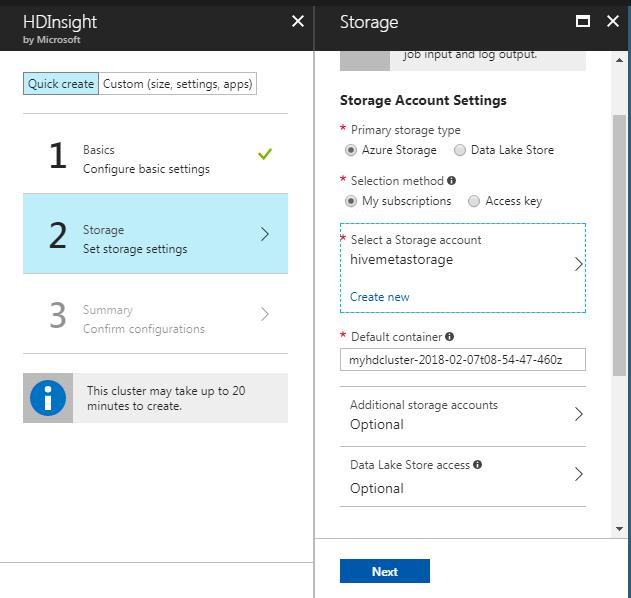 HDInsight
by Microsoft
Quick create
Custom (size, settings, apps)
1
Basics
Configure basic settings
2
Storage
Set storage settings
3
Summary
Confirm configurations
This cluster may take up to 20
minutes to create.
Storage
job input and log output.
Storage Account Settings
* Primary storage type
Azure Storage
Data Lake Store
* Selection method
My subscriptions
Access key
* Select a Storage account
hivemetastorage
Create new
* Default container
myhdcluster-2018-02-07t08-54-47-460z
Additional storage accounts
Optional
Data Lake Store access
Optional
Next